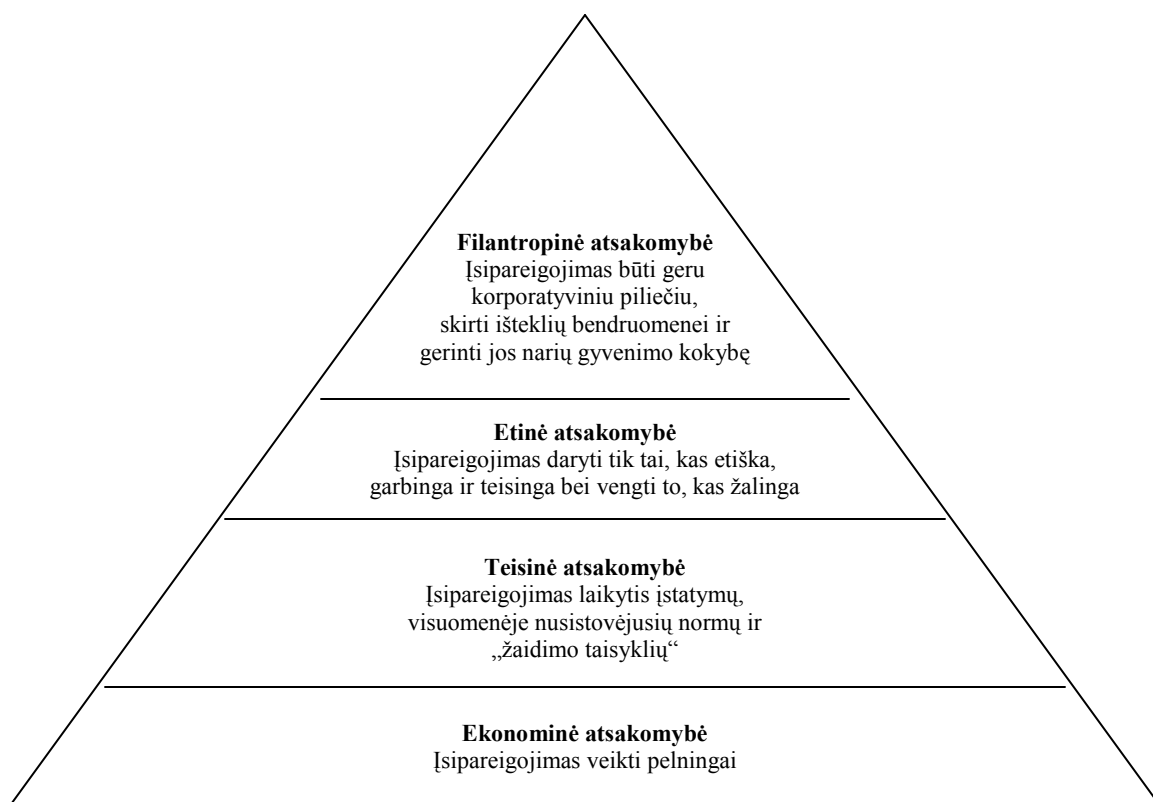 Filantropinė atsakomybė
Įsipareigojimas būti geru
korporatyviniu piliečiu,
skirti išteklių bendruomenei ir
gerinti jos narių gyvenimo kokybę
Etinė atsakomybė
Įsipareigojimas daryti tik tai, kas etiška,
garbinga ir teisinga bei vengti to, kas žalinga
Teisinė atsakomybė
Įsipareigojimas laikytis įstatymų,
visuomenėje nusistovėjusių normų ir
„žaidimo taisyklių“
Ekonominė atsakomybė
Įsipareigojimas veikti pelningai